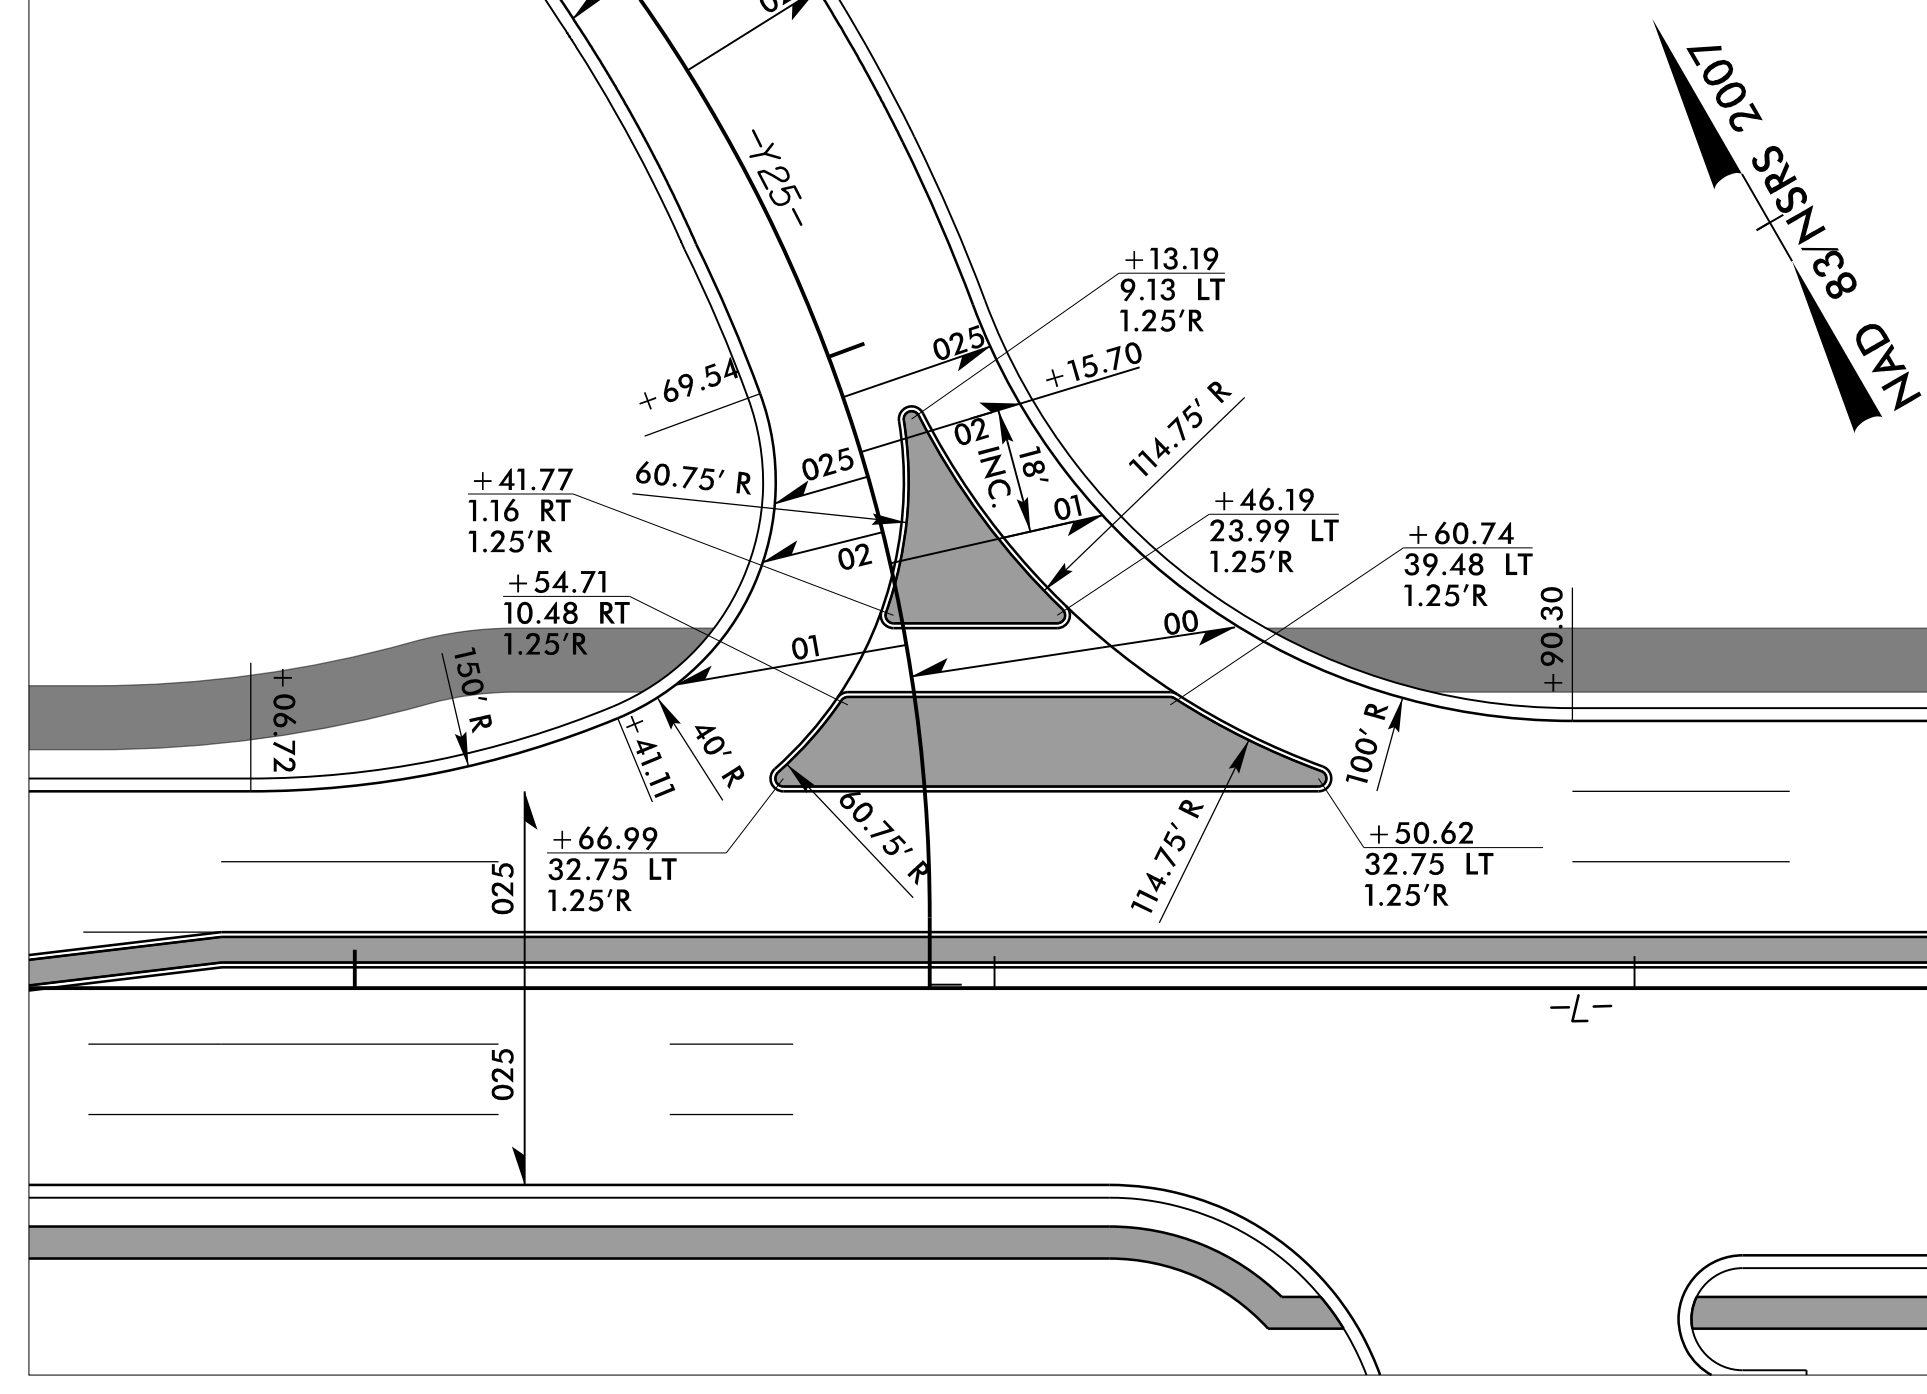 NAD 83/NSRS 2007
-Y25-
+13.19
9.13 LT
1.25'R
025
+15.70
+69.54
02
INC.
18'
114.75' R
025
60.75' R
+41.77
1.16 RT
1.25'R
01
+46.19
23.99 LT
1.25'R
+60.74
39.48 LT
1.25'R
02
+54.71
10.48 RT
1.25'R
00
01
+90.30
150' R
+06.72
+41.11
40' R
100' R
60.75' R
114.75' R
+66.99
32.75 LT
1.25'R
+50.62
32.75 LT
1.25'R
025
-L-
025